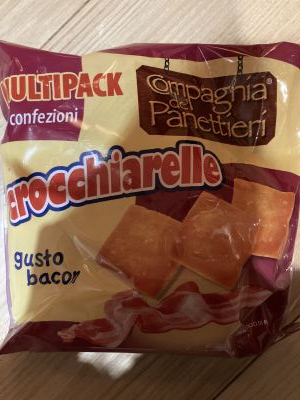 MULTIPACK
confezioni
Compagnia
dei
Panettieri
crocchiarelle
gusto
bacon